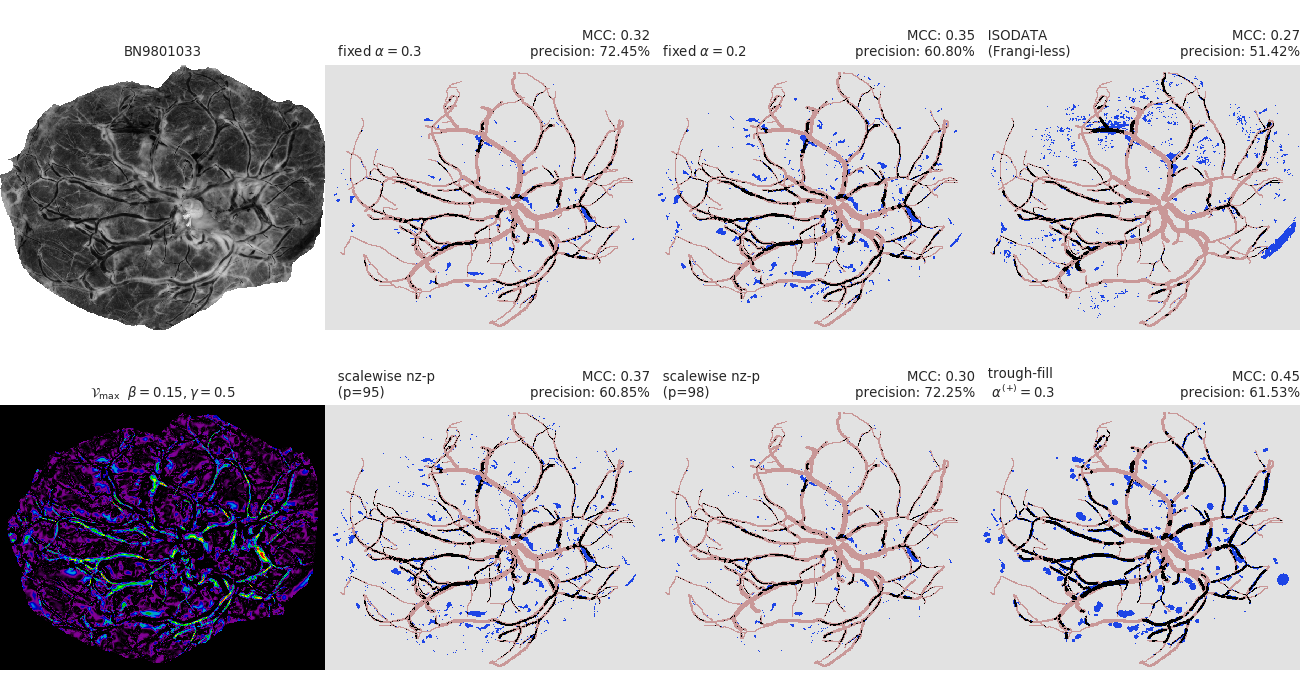 BN9801033
fixed α = 0.3
MCC: 0.32
precision: 72.45%
fixed α = 0.2
MCC: 0.35
precision: 60.80%
ISODATA
(Frangi-less)
MCC: 0.27
precision: 51.42%
𝒱max β = 0.15, γ = 0.5
scalewise nz-p
(p=95)
MCC: 0.37
precision: 60.85%
scalewise nz-p
(p=98)
MCC: 0.30
precision: 72.25%
trough-fill
α(+) = 0.3
MCC: 0.45
precision: 61.53%